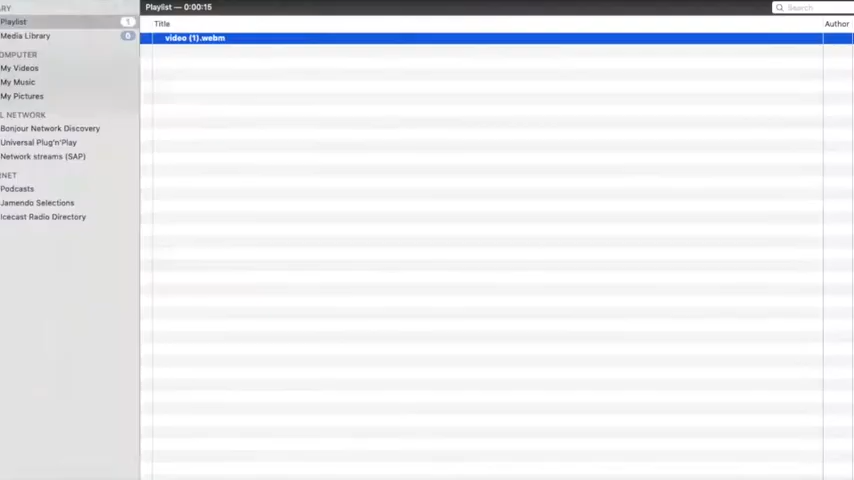 RY
Playlist 1
Media Library 0
OMPUTER
My Videos
My Music
My Pictures
L NETWORK
Bonjour Network Discovery
Universal Plug'n'Play
Network streams (SAP)
RNET
Podcasts
Jamendo Selections
Icecast Radio Directory
Playlist — 0:00:15
Search
Title Author
video (1).webm